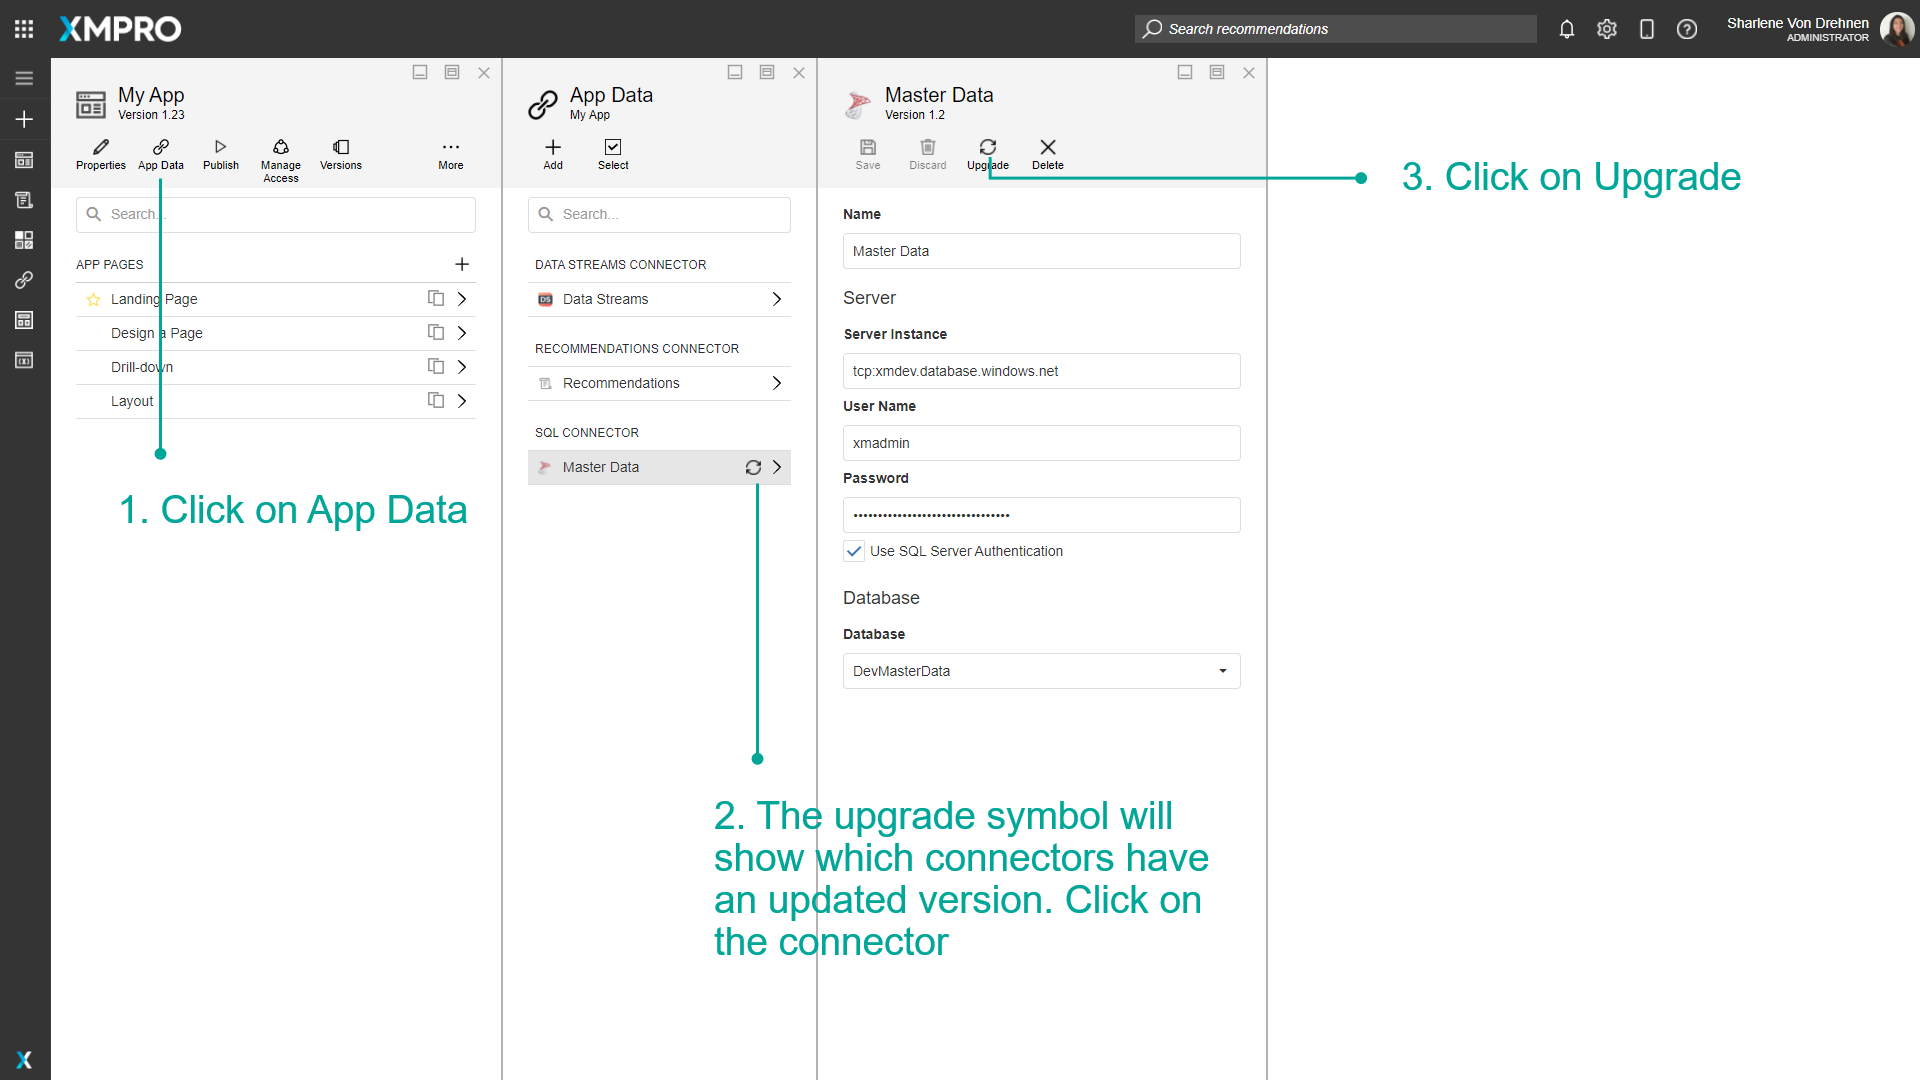 XMPRO
Search recommendations
Sharlene Von Drehnen
ADMINISTRATOR
My App
Version 1.23
Properties
App Data
Publish
Manage
Access
Versions
More
Search...
APP PAGES
Landing Page
Design a Page
Drill-down
Layout
1. Click on App Data
App Data
My App
Add
Select
Search...
DATA STREAMS CONNECTOR
DS
Data Streams
RECOMMENDATIONS CONNECTOR
Recommendations
SQL CONNECTOR
Master Data
2. The upgrade symbol will
show which connectors have
an updated version. Click on
the connector
Master Data
Version 1.2
Save
Discard
Upgrade
Delete
3. Click on Upgrade
Name
Master Data
Server
Server Instance
tcp:xmdev.database.windows.net
User Name
xmadmin
Password
••••••••••••••••••••••••••••••••
Use SQL Server Authentication
Database
Database
DevMasterData